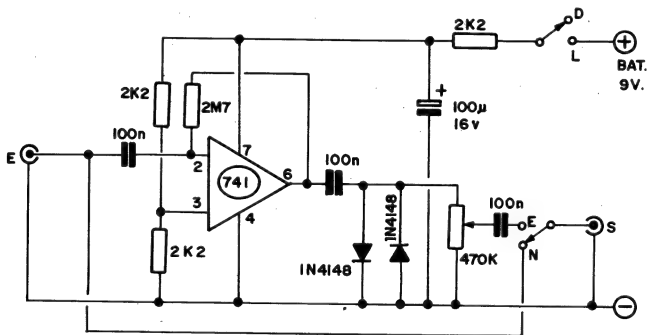 2K2
D
L
BAT.
9V.
2K2
2M7
+
100µ
16v
100n
E
2
7
741
6
3
4
100n
2K2
1N4148
1N4148
470K
100n
E
N
S